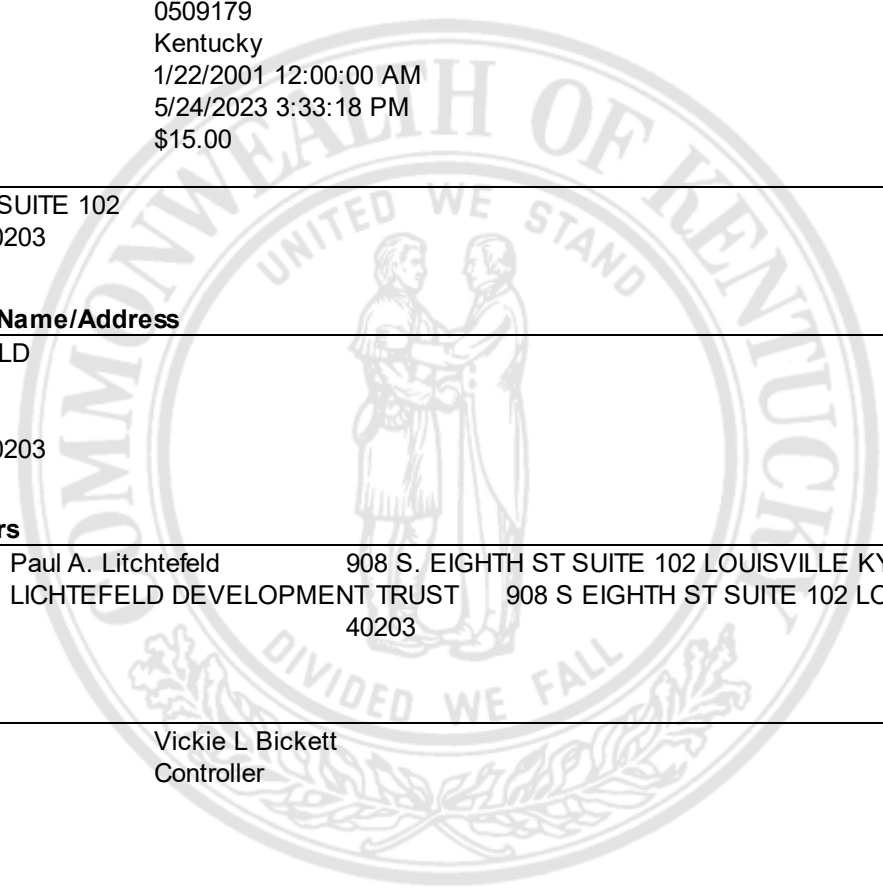 0509179
Kentucky
1/22/2001 12:00:00 AM
5/24/2023 3:33:18 PM
$15.00
SUITE 102
0203
Name/Address
LD
0203
rs
Paul A. Litchtefeld 908 S. EIGHTH ST SUITE 102 LOUISVILLE KY
LICHTEFELD DEVELOPMENT TRUST 908 S EIGHTH ST SUITE 102 LO
40203
Vickie L Bickett
Controller
COMMONWEALTH OF KENTUCKY
UNITED WE STAND
DIVIDED WE FALL